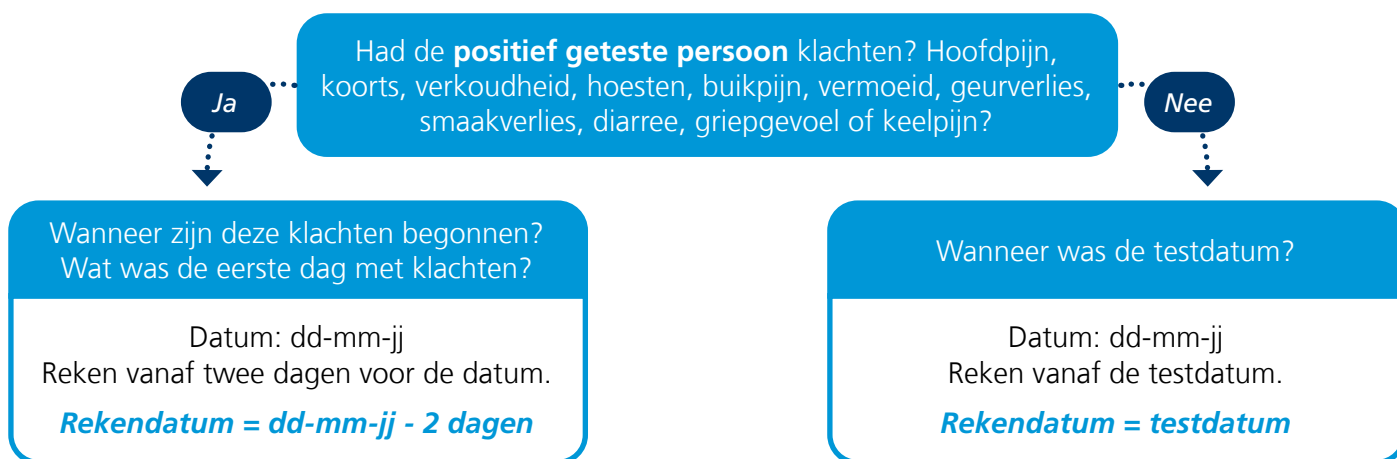 Had de positief geteste persoon klachten? Hoofdpijn,
koorts, verkoudheid, hoesten, buikpijn, vermoeid, geurverlies,
smaakverlies, diarree, griepgevoel of keelpijn?
Ja
Nee
Wanneer zijn deze klachten begonnen?
Wat was de eerste dag met klachten?
Datum: dd-mm-jj
Reken vanaf twee dagen voor de datum.
Rekendatum = dd-mm-jj - 2 dagen
Wanneer was de testdatum?
Datum: dd-mm-jj
Reken vanaf de testdatum.
Rekendatum = testdatum